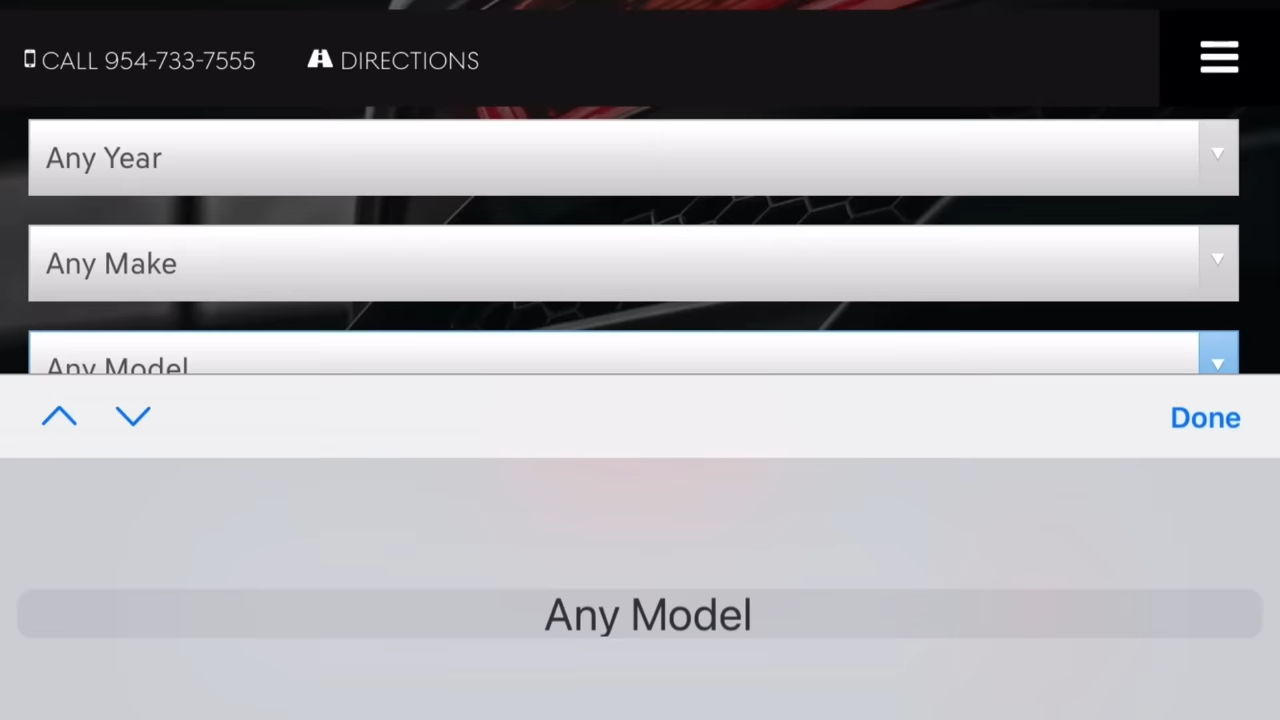 CALL 954-733-7555 DIRECTIONS
Any Year
Any Make
Any Model
Done
Any Model